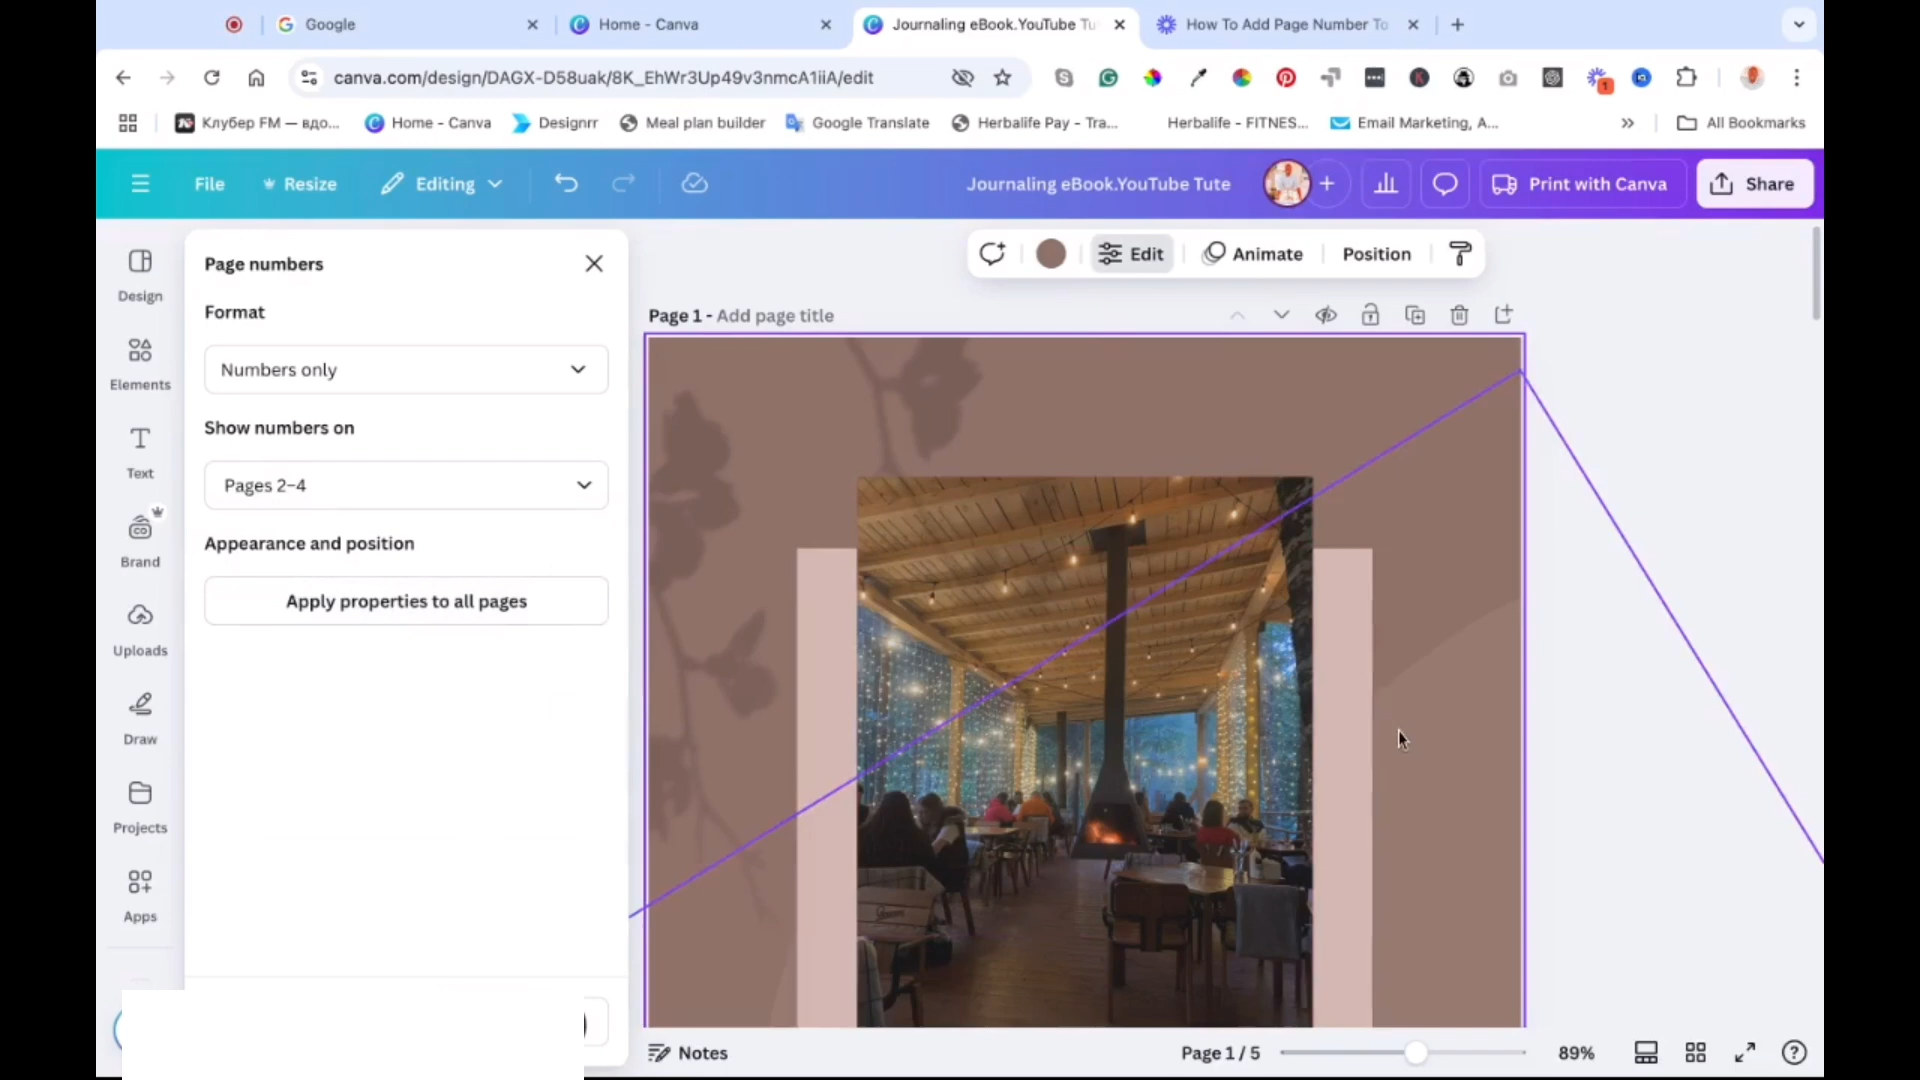 Google
Home - Canva
Journaling eBook.YouTube Tu
How To Add Page Number To
canva.com/design/DAGX-D58uak/8K_EhWr3Up49v3nmcA1iiA/edit
1
Клубер FM — вдо...
Home - Canva
Designrr
Meal plan builder
Google Translate
Herbalife Pay - Tra...
Herbalife - FITNES...
Email Marketing, A...
All Bookmarks
File
Resize
Editing
Journaling eBook.YouTube Tute
Print with Canva
Share
Design
Elements
Text
Brand
Uploads
Draw
Projects
Apps
Page numbers
Format
Numbers only
Show numbers on
Pages 2–4
Appearance and position
Apply properties to all pages
Edit
Animate
Position
Page 1 - Add page title
Notes
Page 1 / 5
89%